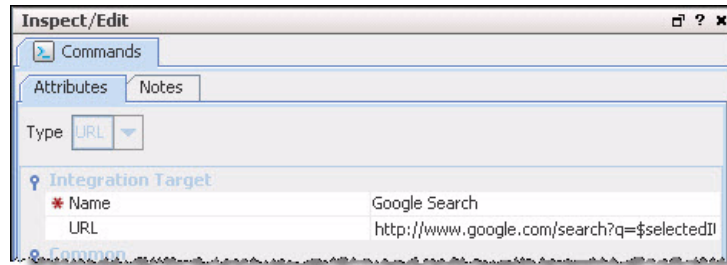 Inspect/Edit
Commands
Attributes Notes
Type URL
Integration Target
* Name Google Search
URL http://www.google.com/search?q=$selectedI
Common